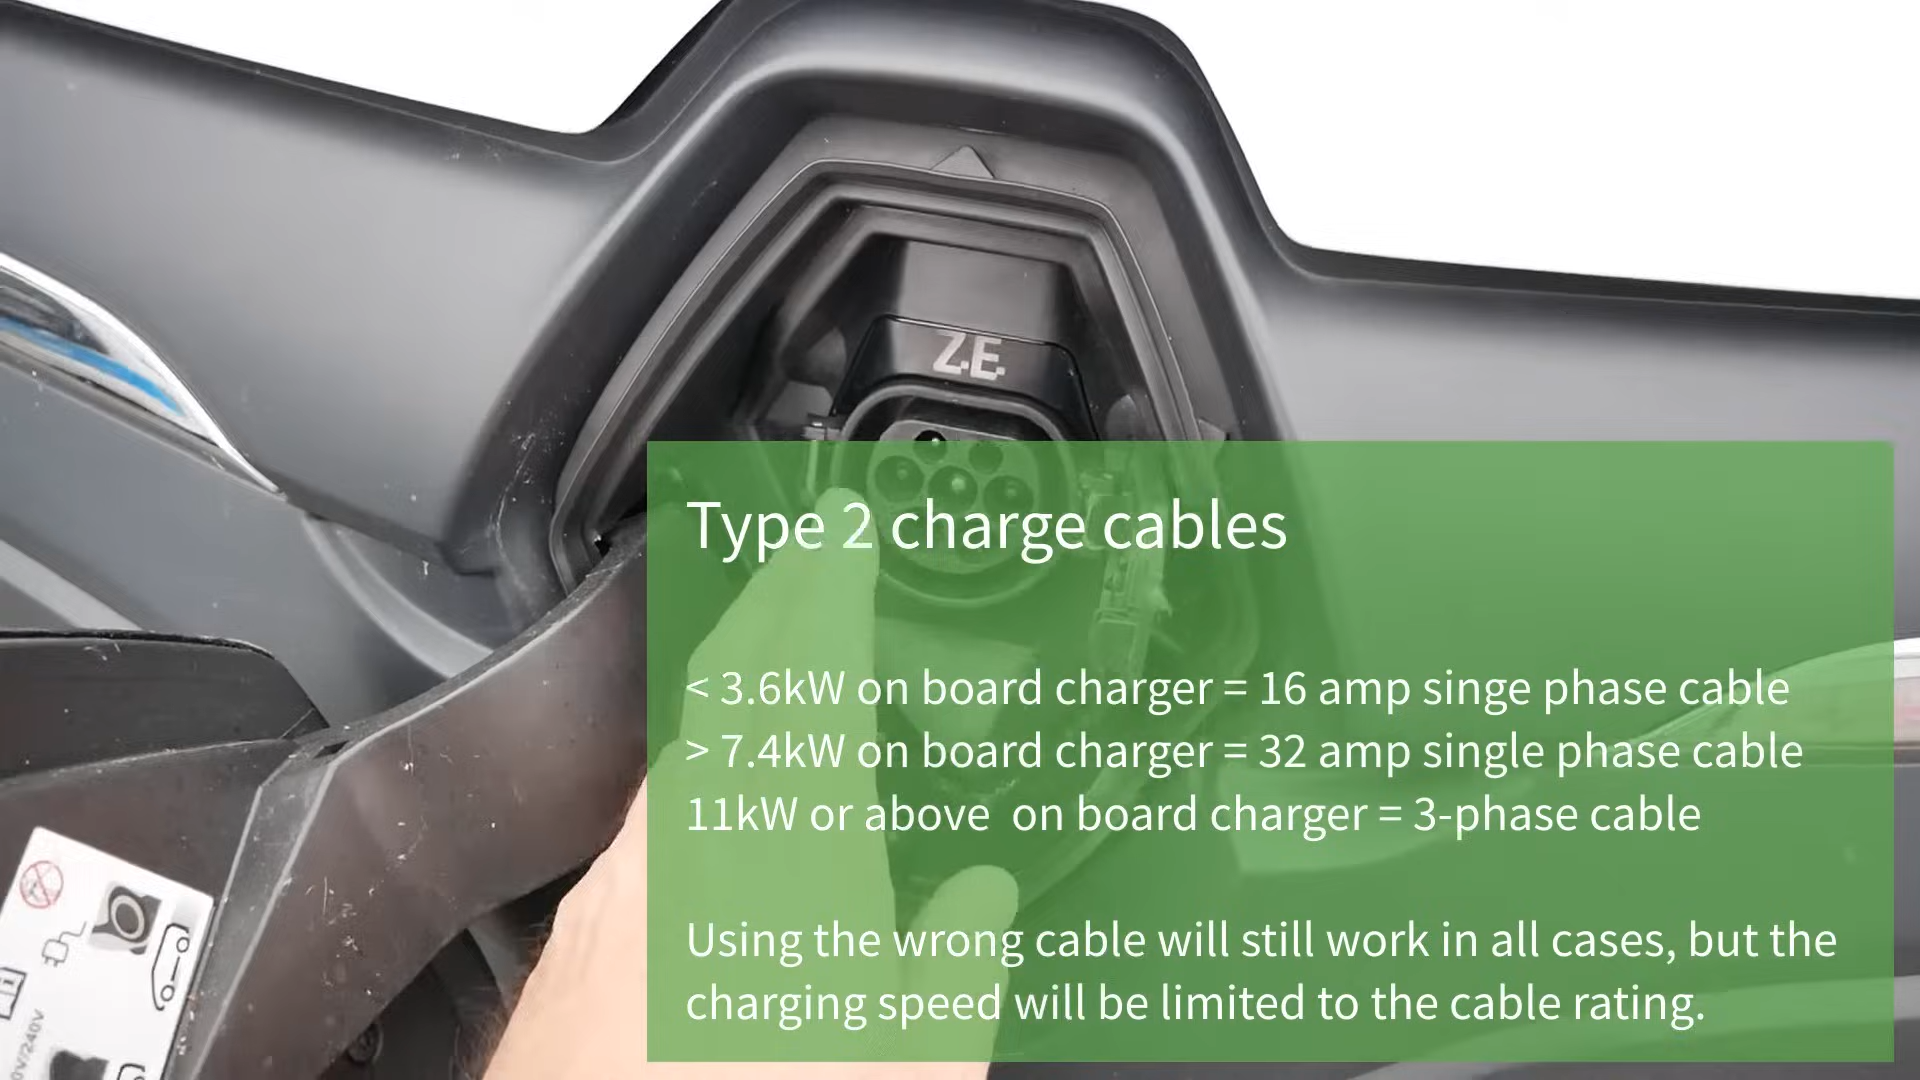 Z.E.
Type 2 charge cables
< 3.6kW on board charger = 16 amp singe phase cable
> 7.4kW on board charger = 32 amp single phase cable
11kW or above  on board charger = 3-phase cable
Using the wrong cable will still work in all cases, but the
charging speed will be limited to the cable rating.
0V/240V